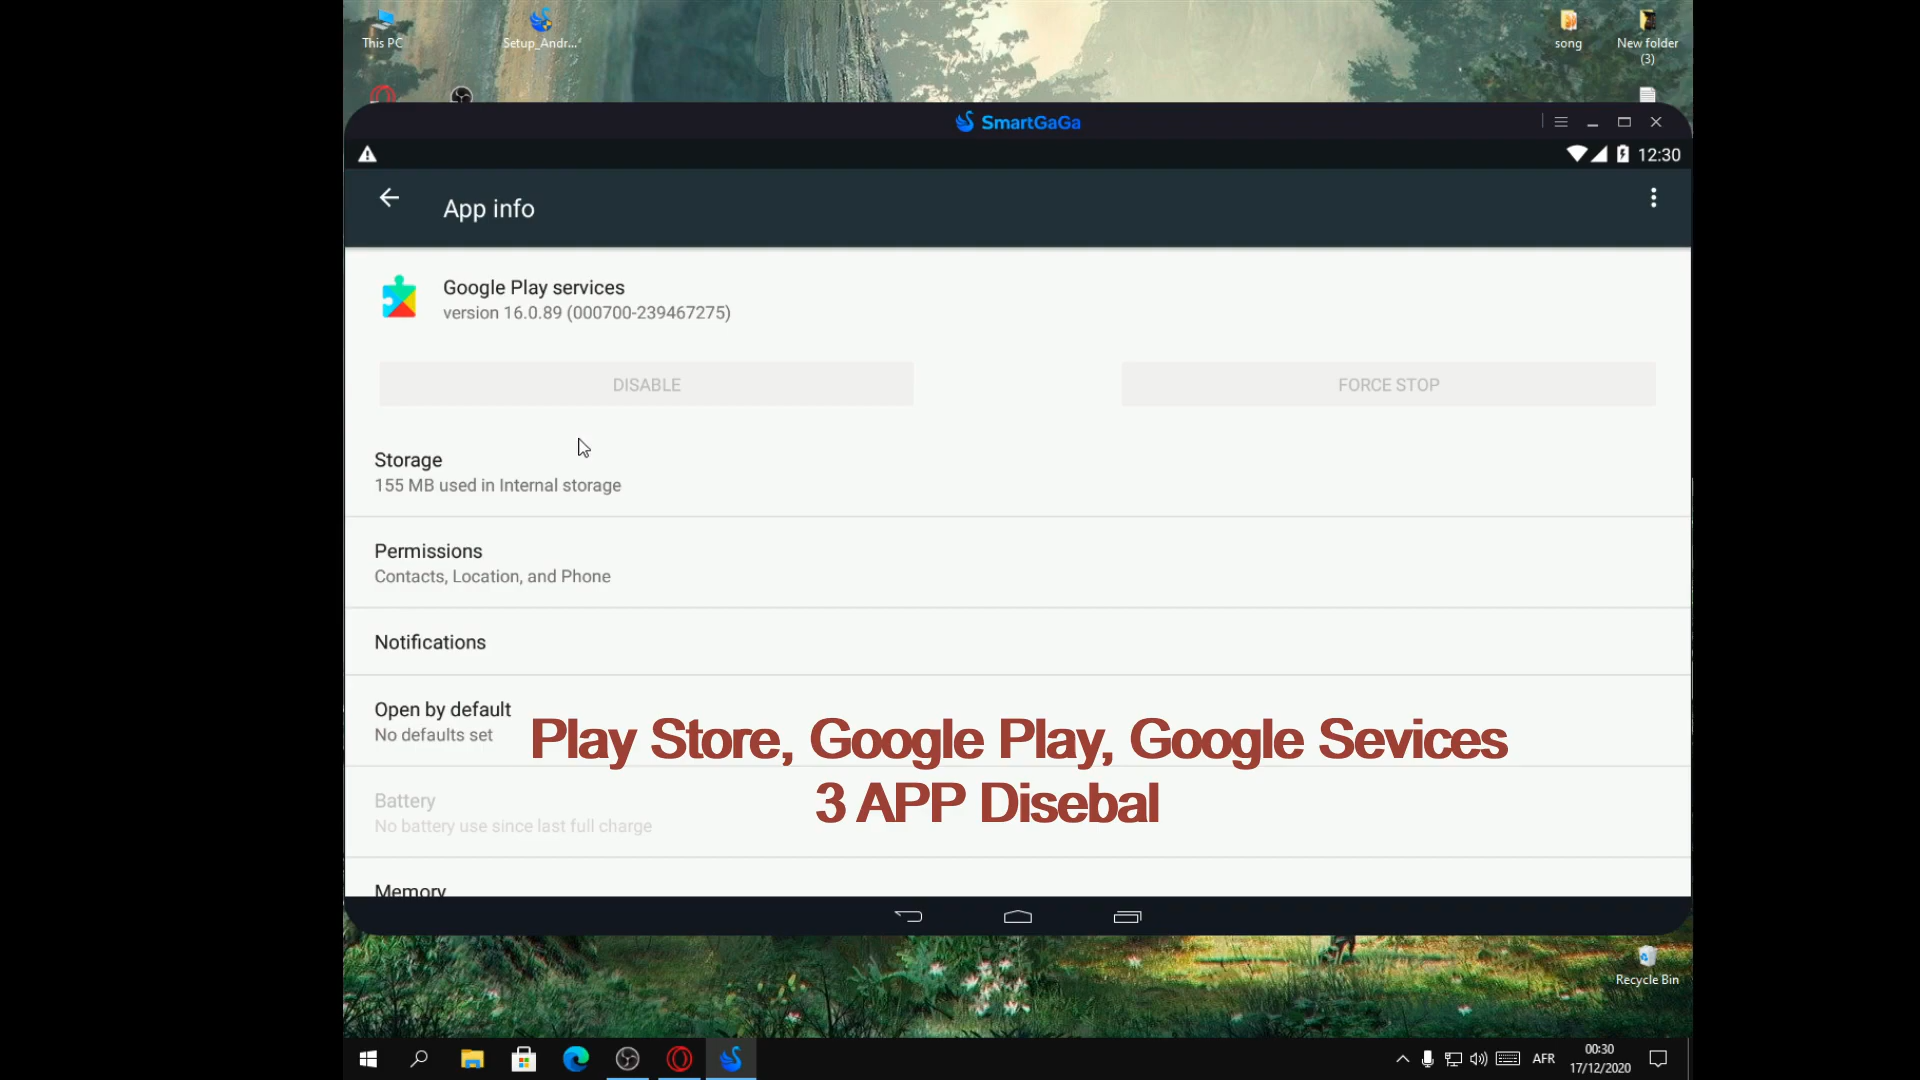 This PC
Setup_Andr...
song
New folder
(3)
SmartGaGa
12:30
App info
Google Play services
version 16.0.89 (000700-239467275)
DISABLE
FORCE STOP
Storage
155 MB used in Internal storage
Permissions
Contacts, Location, and Phone
Notifications
Open by default
No defaults set
Play Store, Google Play, Google Sevices
3 APP Disebal
Battery
No battery use since last full charge
Memory
Recycle Bin
AFR
00:30
17/12/2020